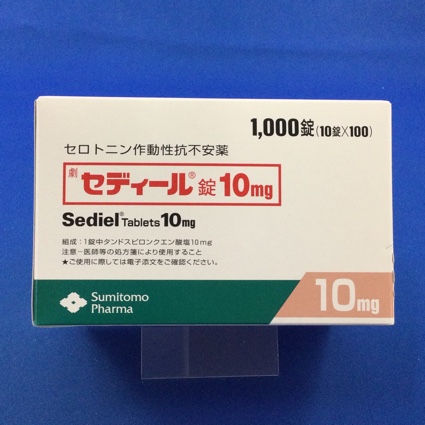 1,000錠(10錠×100)
セロトニン作動性抗不安薬
劇 セディール®錠10mg
Sediel® Tablets 10mg
組成：1錠中タンドスピロンクエン酸塩10mg
注意－医師等の処方箋により使用すること
★ご使用に際しては電子添文をご確認ください。
Sumitomo
Pharma
10mg